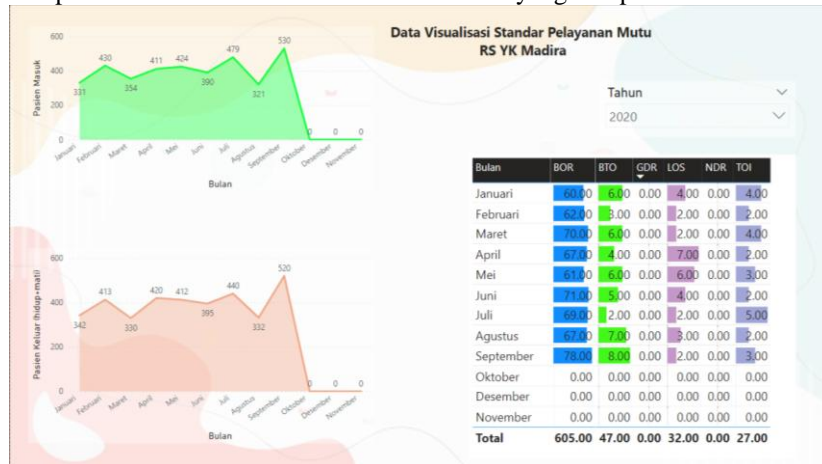 Data Visualisasi Standar Pelayanan Mutu
RS YK Madira
Pasien Masuk
600
400
200
0
331
430
354
411
424
390
479
321
530
0
0
0
Januari
Februari
Maret
April
Mei
Juni
Juli
Agustus
September
Oktober
Desember
November
Bulan
Tahun
2020
Pasien Keluar (hidup+mati)
600
400
200
0
342
413
330
420
412
395
440
332
520
0
0
0
Januari
Februari
Maret
April
Mei
Juni
Juli
Agustus
September
Oktober
Desember
November
Bulan
Bulan BOR BTO GDR LOS NDR TOI
Januari 60.00 6.00 0.00 4.00 0.00 4.00
Februari 62.00 3.00 0.00 2.00 0.00 2.00
Maret 70.00 6.00 0.00 2.00 0.00 4.00
April 67.00 4.00 0.00 7.00 0.00 2.00
Mei 61.00 6.00 0.00 6.00 0.00 3.00
Juni 71.00 5.00 0.00 4.00 0.00 2.00
Juli 69.00 2.00 0.00 2.00 0.00 5.00
Agustus 67.00 7.00 0.00 3.00 0.00 2.00
September 78.00 8.00 0.00 2.00 0.00 3.00
Oktober 0.00 0.00 0.00 0.00 0.00 0.00
Desember 0.00 0.00 0.00 0.00 0.00 0.00
November 0.00 0.00 0.00 0.00 0.00 0.00
Total 605.00 47.00 0.00 32.00 0.00 27.00